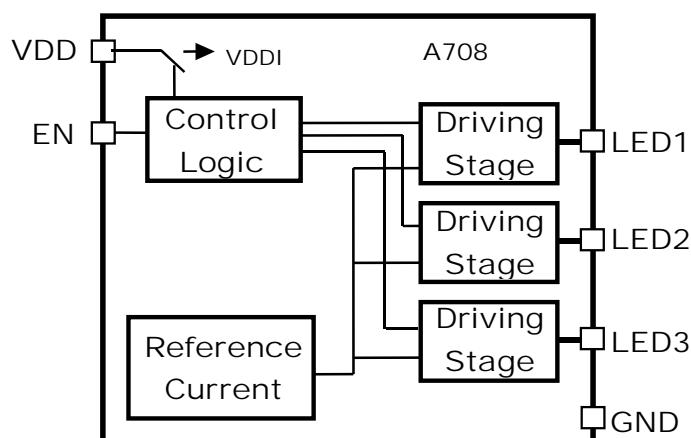 VDD
VDDI
A708
EN
Control
Logic
Driving
Stage
LED1
Driving
Stage
LED2
Driving
Stage
LED3
Reference
Current
GND